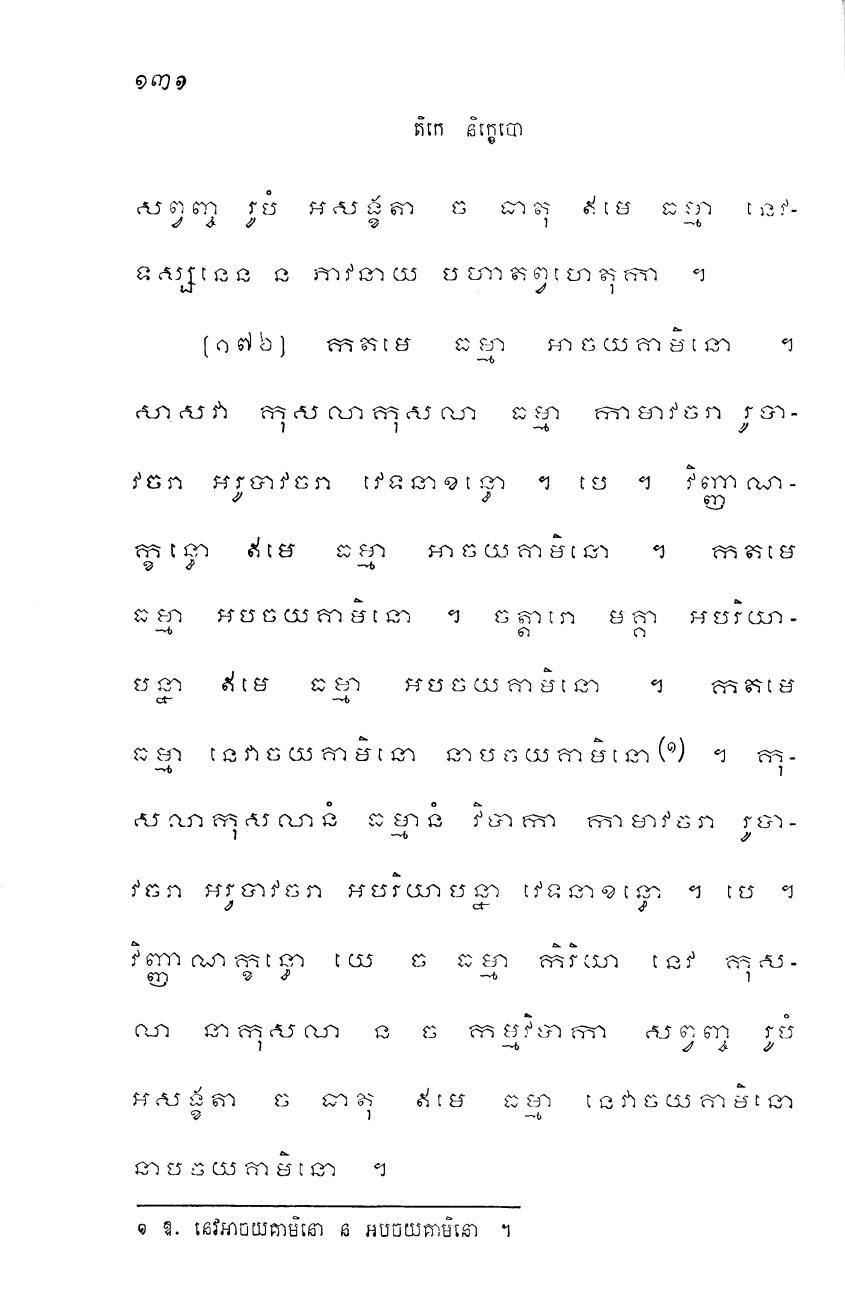 ១៣១
តិកេ និក្ខេបោ
សព្វញ្ច រូបំ អសង្ខតា ច ធាតុ ឥមេ ធម្មា នេវ-
ទស្សនេន ន ភាវនាយ បហាតព្វហេតុកា ។
[១៧៦] កតមេ ធម្មា អាចយគាមិនោ ។
សាសវា កុសលាកុសលា ធម្មា កាមាវចរា រូបា-
វចរា អរូបាវចរា វេទនាខន្ធោ ។ បេ ។ វិញ្ញាណ-
ក្ខន្ធោ ឥមេ ធម្មា អាចយគាមិនោ ។ កតមេ
ធម្មា អបចយគាមិនោ ។ ចត្តារោ មគ្គា អបរិយា-
បន្នា ឥមេ ធម្មា អបចយគាមិនោ ។ កតមេ
ធម្មា នេវាចយគាមិនោ នាបចយគាមិនោ(១) ។ កុ-
សលាកុសលានំ ធម្មានំ វិបាកា កាមាវចរា រូបា-
វចរា អរូបាវចរា អបរិយាបន្នា វេទនាខន្ធោ ។ បេ ។
វិញ្ញាណក្ខន្ធោ យេ ច ធម្មា កិរិយា នេវ កុស-
លា នាកុសលា ន ច កម្មវិបាកា សព្វញ្ច រូបំ
អសង្ខតា ច ធាតុ ឥមេ ធម្មា នេវាចយគាមិនោ
នាបចយគាមិនោ ។
១ ឱ. នេវអាចយគាមិនោ ន អបចយគាមិនោ ។